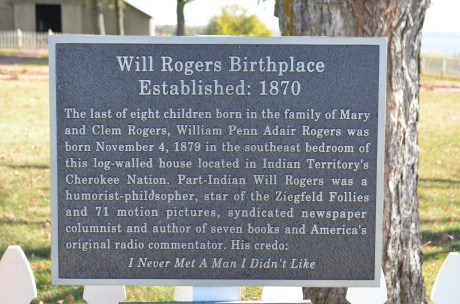 Will Rogers Birthplace
Established: 1870
The last of eight children born in the family of Mary
and Clem Rogers, William Penn Adair Rogers was
born November 4, 1879 in the southeast bedroom of
this log-walled house located in Indian Territory's
Cherokee Nation. Part-Indian Will Rogers was a
humorist-phildsopher, star of the Ziegfeld Follies
and 71 motion pictures, syndicated newspaper
columnist and author of seven books and America's
original radio commentator. His credo:
I Never Met A Man I Didn't Like